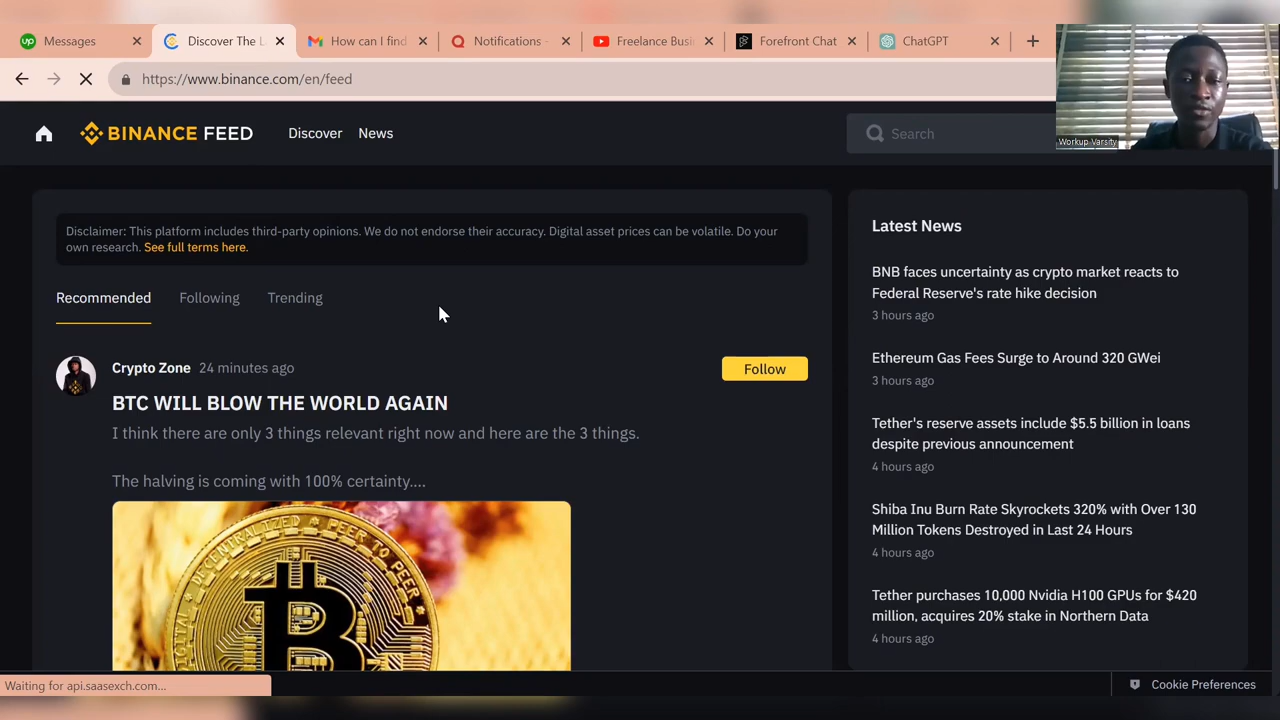 Messages
Discover The L
How can I find
Notifications -
Freelance Busi
Forefront Chat
ChatGPT
https://www.binance.com/en/feed
BINANCE FEED
Discover
News
Search
Workup Varsity
Disclaimer: This platform includes third-party opinions. We do not endorse their accuracy. Digital asset prices can be volatile. Do your
own research. See full terms here.
Recommended
Following
Trending
Crypto Zone 24 minutes ago
Follow
BTC WILL BLOW THE WORLD AGAIN
I think there are only 3 things relevant right now and here are the 3 things.
The halving is coming with 100% certainty....
DECENTRALIZED PEER TO PEER
DIGITAL
Latest News
BNB faces uncertainty as crypto market reacts to
Federal Reserve's rate hike decision
3 hours ago
Ethereum Gas Fees Surge to Around 320 GWei
3 hours ago
Tether's reserve assets include $5.5 billion in loans
despite previous announcement
4 hours ago
Shiba Inu Burn Rate Skyrockets 320% with Over 130
Million Tokens Destroyed in Last 24 Hours
4 hours ago
Tether purchases 10,000 Nvidia H100 GPUs for $420
million, acquires 20% stake in Northern Data
4 hours ago
Waiting for api.saasexch.com...
Cookie Preferences